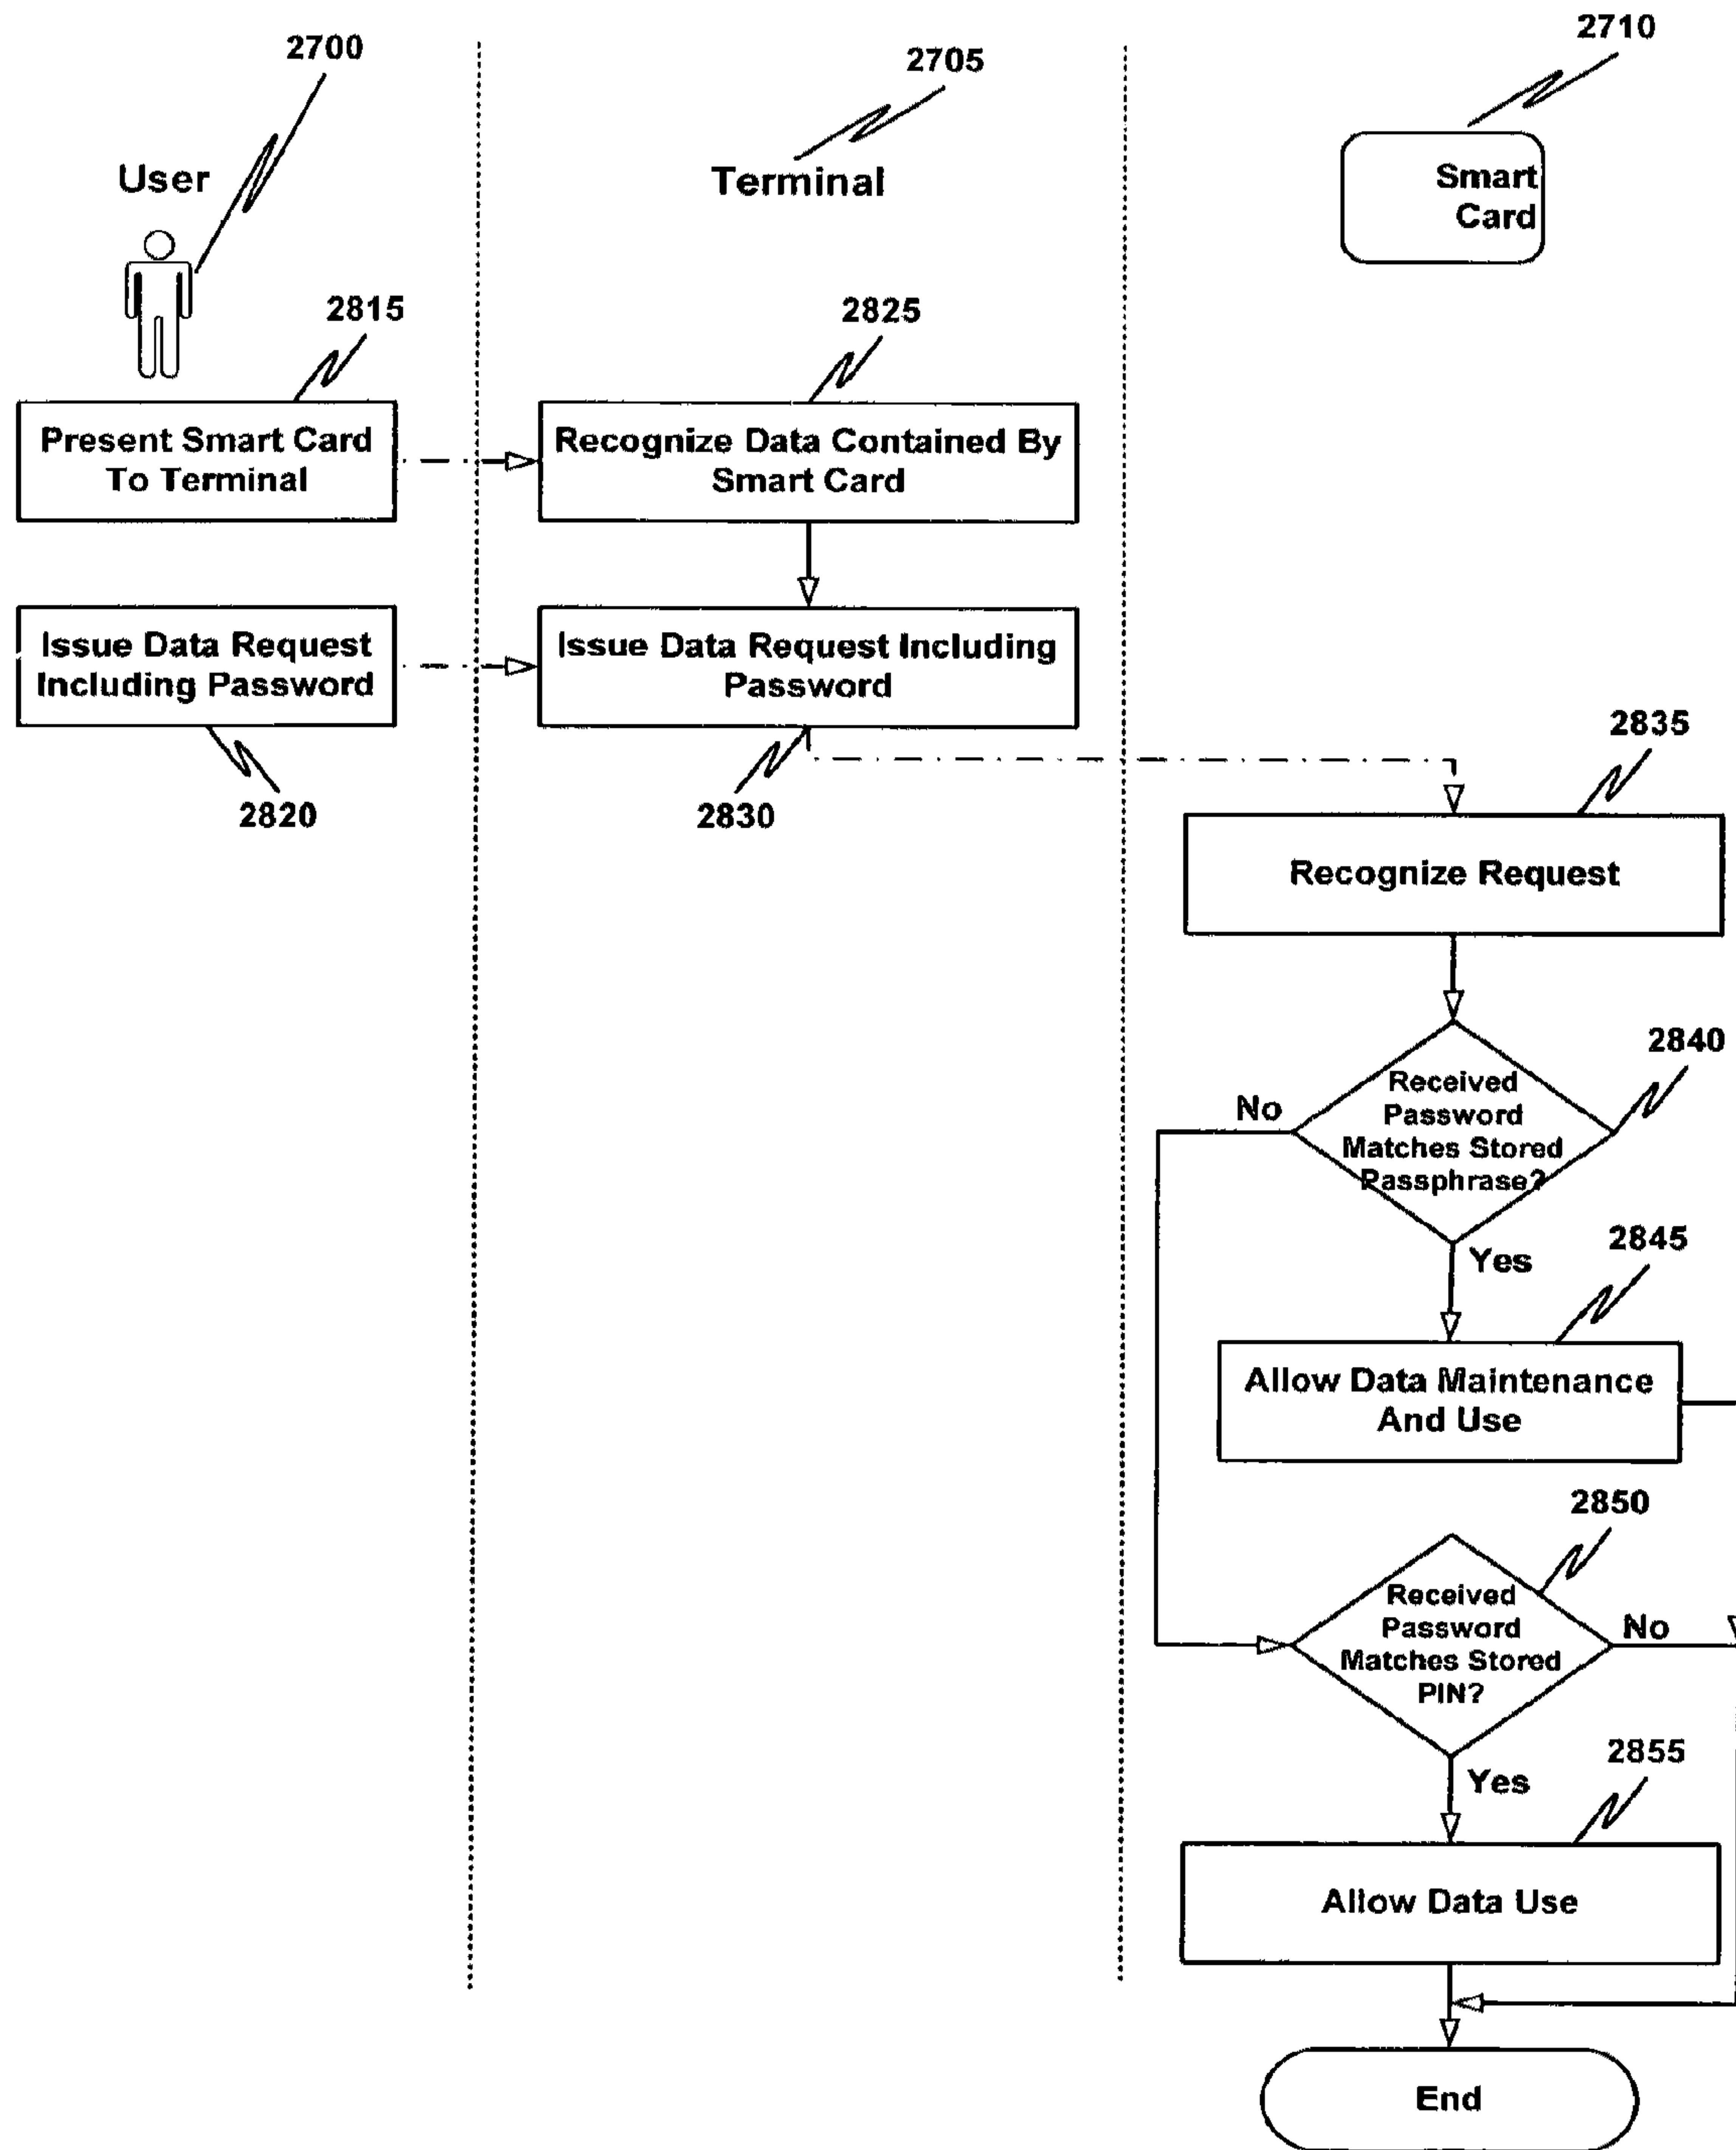 2700
2705
2710
User
Terminal
Smart
Card
2815
2825
Present Smart Card
To Terminal
Recognize Data Contained By
Smart Card
Issue Data Request
Including Password
Issue Data Request Including
Password
2820
2830
2835
Recognize Request
2840
Received
Password
Matches Stored
Passphrase?
No
Yes
2845
Allow Data Maintenance
And Use
2850
Received
Password
Matches Stored
PIN?
No
Yes
2855
Allow Data Use
End